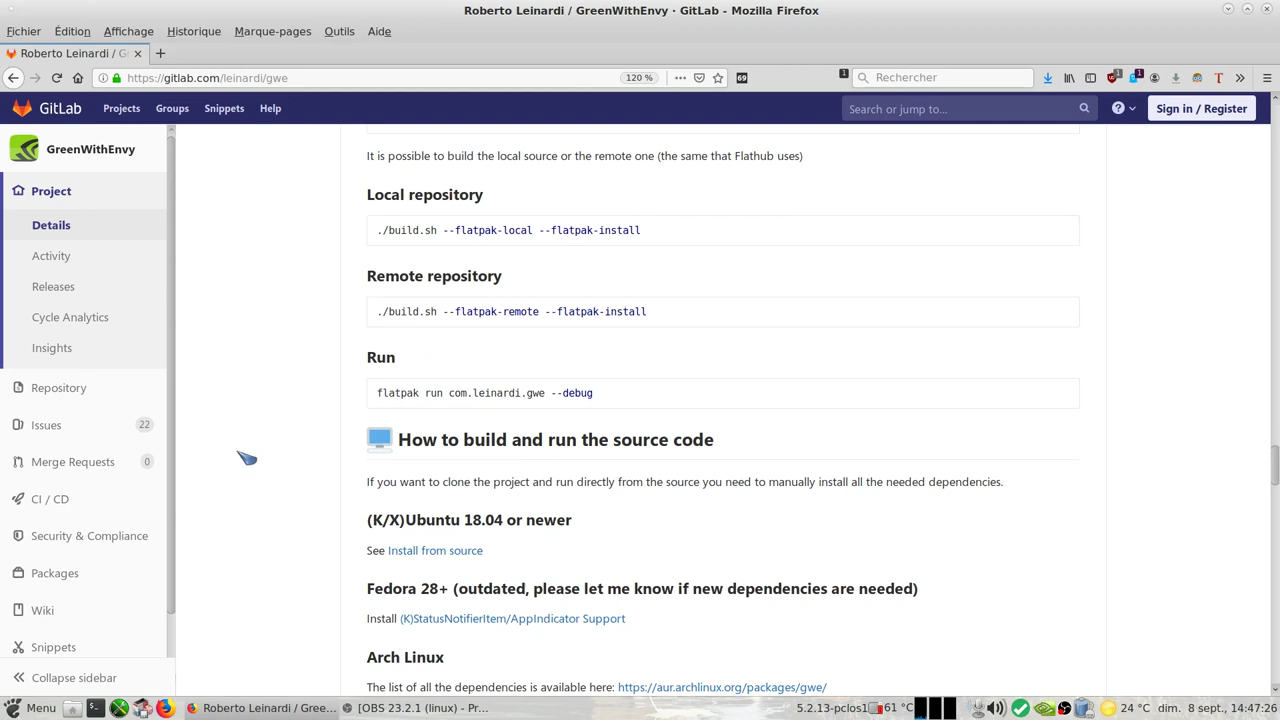 Roberto Leinardi / GreenWithEnvy · GitLab - Mozilla Firefox
Fichier Édition Affichage Historique Marque-pages Outils Aide
Roberto Leinardi / G
https://gitlab.com/leinardi/gwe
120 %
69
1
Rechercher
1
1
GitLab Projects Groups Snippets Help
Search or jump to...
Sign in / Register
GreenWithEnvy
Project
Details
Activity
Releases
Cycle Analytics
Insights
Repository
Issues 22
Merge Requests 0
CI / CD
Security & Compliance
Packages
Wiki
Snippets
Collapse sidebar
It is possible to build the local source or the remote one (the same that Flathub uses)
Local repository
./build.sh --flatpak-local --flatpak-install
Remote repository
./build.sh --flatpak-remote --flatpak-install
Run
flatpak run com.leinardi.gwe --debug
How to build and run the source code
If you want to clone the project and run directly from the source you need to manually install all the needed dependencies.
(K/X)Ubuntu 18.04 or newer
See Install from source
Fedora 28+ (outdated, please let me know if new dependencies are needed)
Install (K)StatusNotifierItem/AppIndicator Support
Arch Linux
The list of all the dependencies is available here: https://aur.archlinux.org/packages/gwe/
Menu
Roberto Leinardi / Gree...
[OBS 23.2.1 (linux) - Pr...
5.2.13-pclos1
61 °C
24 °C
dim. 8 sept., 14:47:26